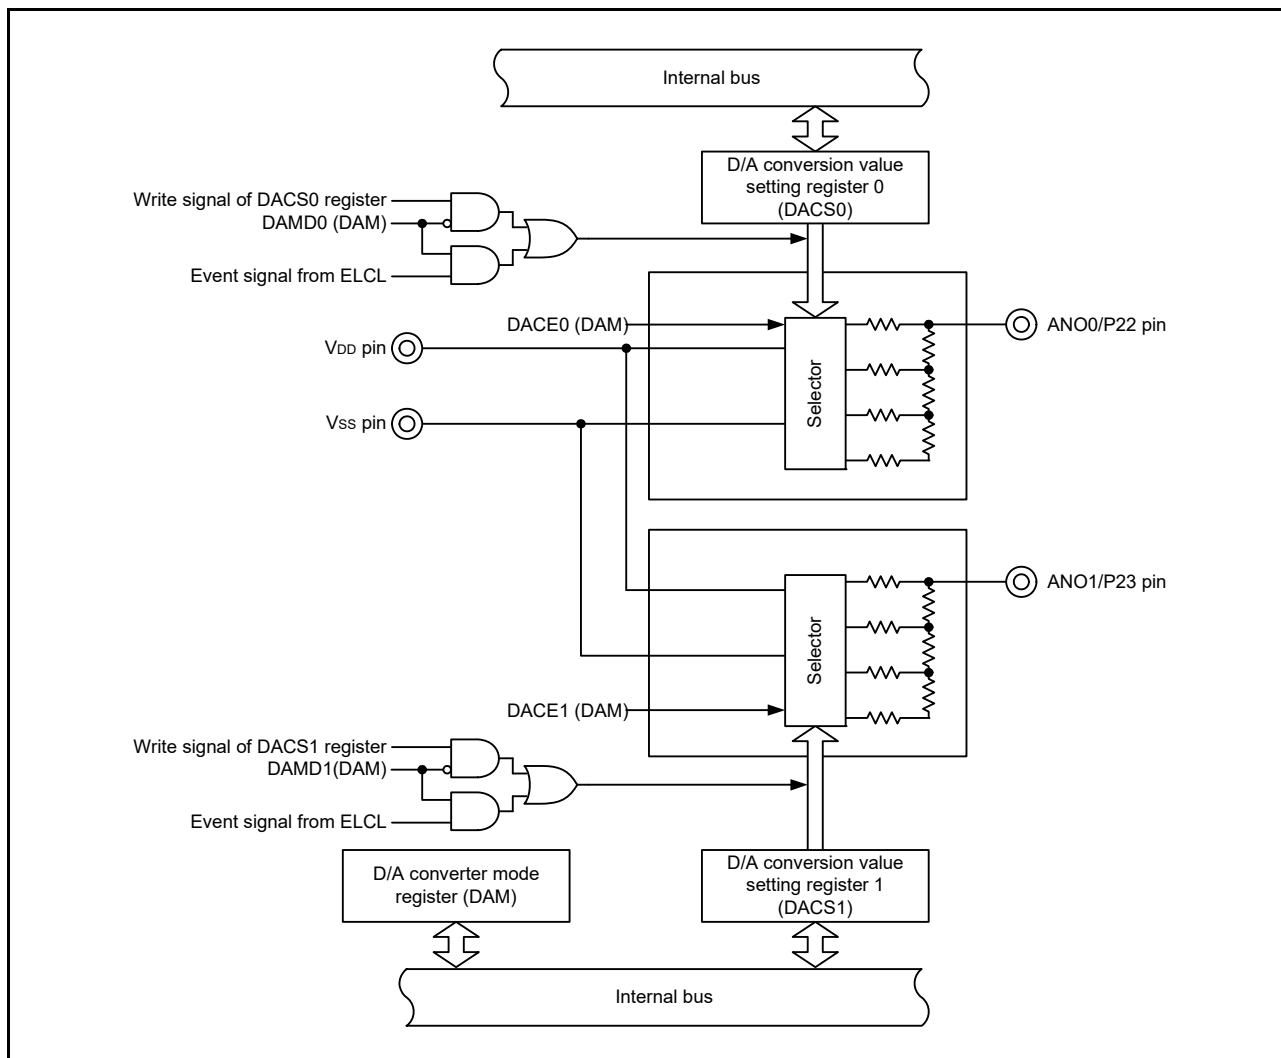 Internal bus
D/A conversion value
setting register 0
(DACS0)
Write signal of DACS0 register
DAMD0 (DAM)
Event signal from ELCL
DACE0 (DAM)
VDD pin
VSS pin
Selector
ANO0/P22 pin
ANO1/P23 pin
Selector
DACE1 (DAM)
Write signal of DACS1 register
DAMD1(DAM)
Event signal from ELCL
D/A converter mode
register (DAM)
D/A conversion value
setting register 1
(DACS1)
Internal bus